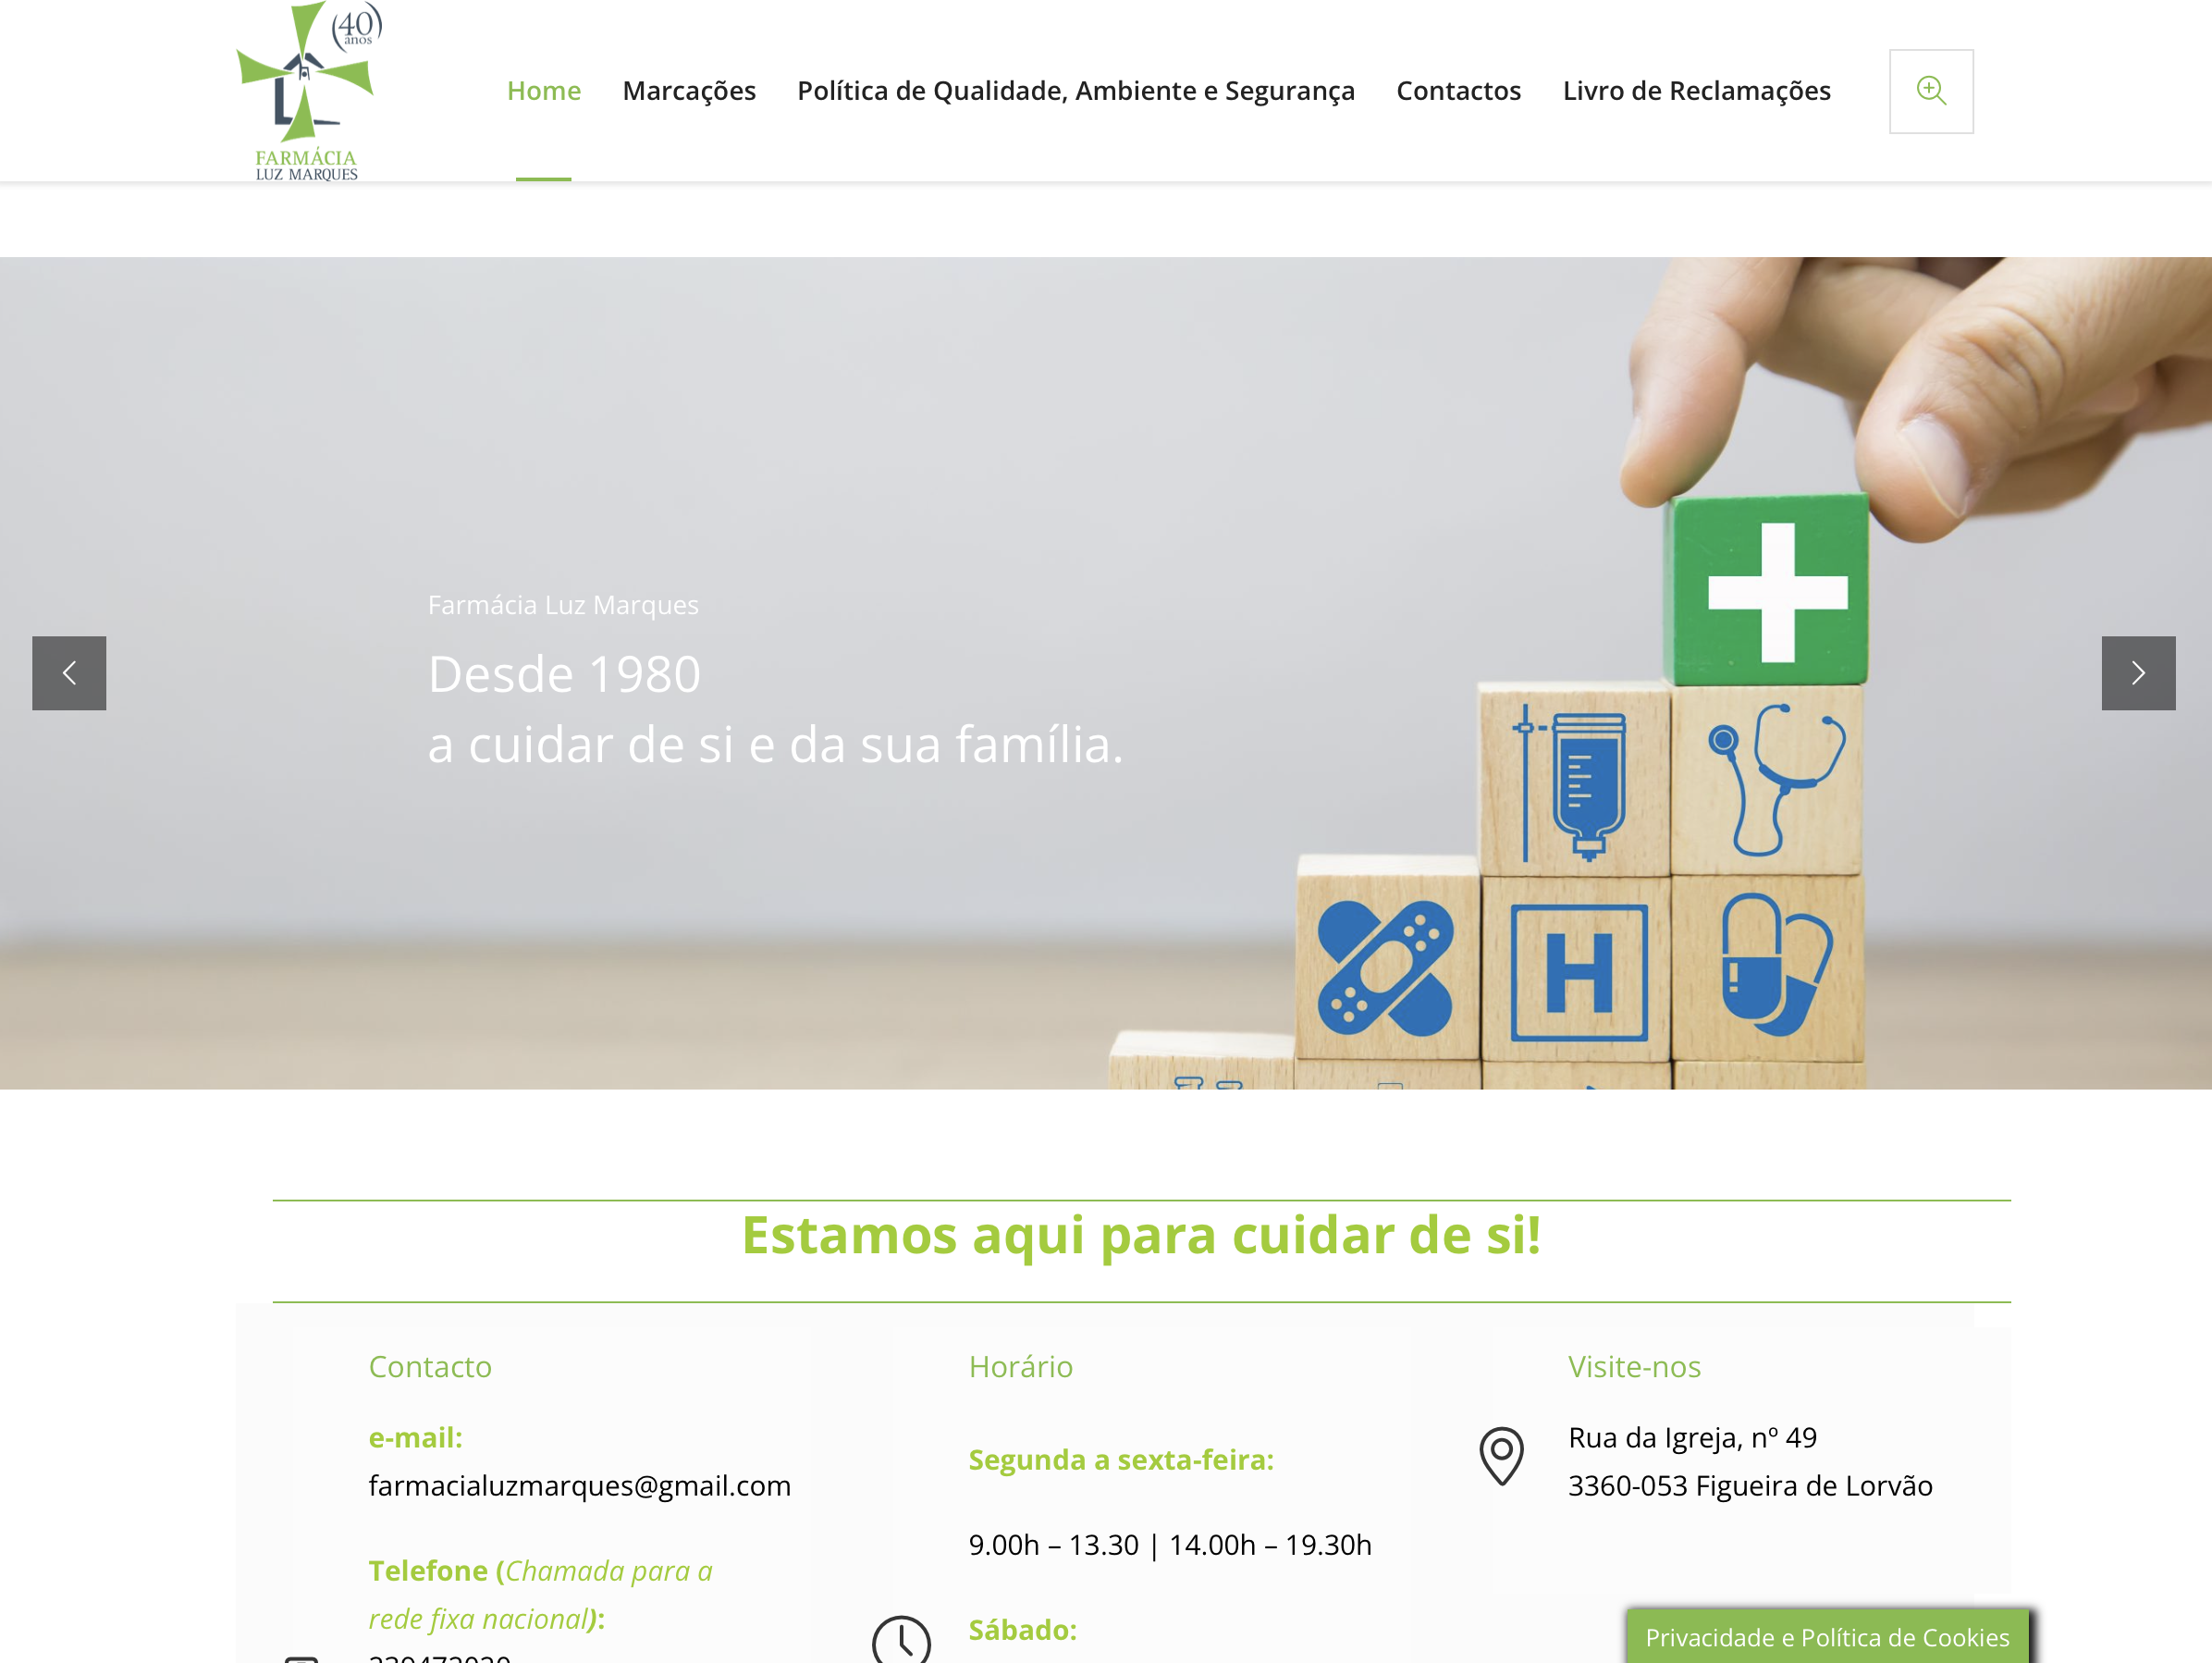 (40
anos
FARMÁCIA
LUZ MARQUES
Home
Marcações
Política de Qualidade, Ambiente e Segurança
Contactos
Livro de Reclamações
Farmácia Luz Marques
Desde 1980
a cuidar de si e da sua família.
H
Estamos aqui para cuidar de si!
Contacto
e-mail:
farmacialuzmarques@gmail.com
Telefone (Chamada para a
rede fixa nacional):
Horário
Segunda a sexta-feira:
9.00h – 13.30 | 14.00h – 19.30h
Sábado:
Visite-nos
Rua da Igreja, nº 49
3360-053 Figueira de Lorvão
Privacidade e Política de Cookies